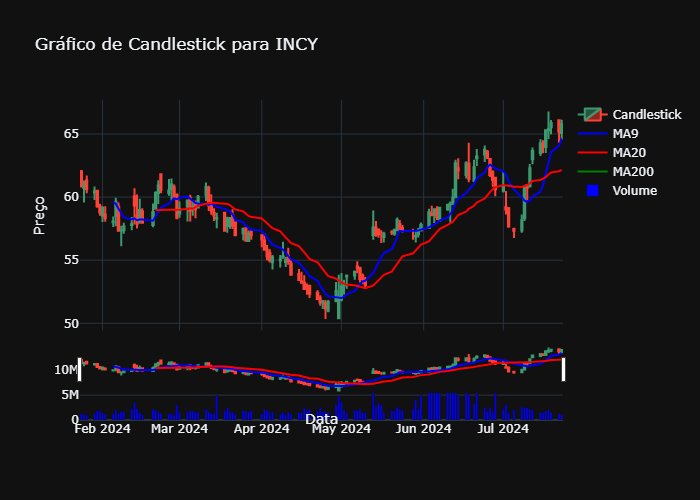 Gráfico de Candlestick para INCY
Candlestick
MA9
MA20
MA200
Volume
Preço
65
60
55
50
10M
5M
0
Data
Feb 2024
Mar 2024
Apr 2024
May 2024
Jun 2024
Jul 2024